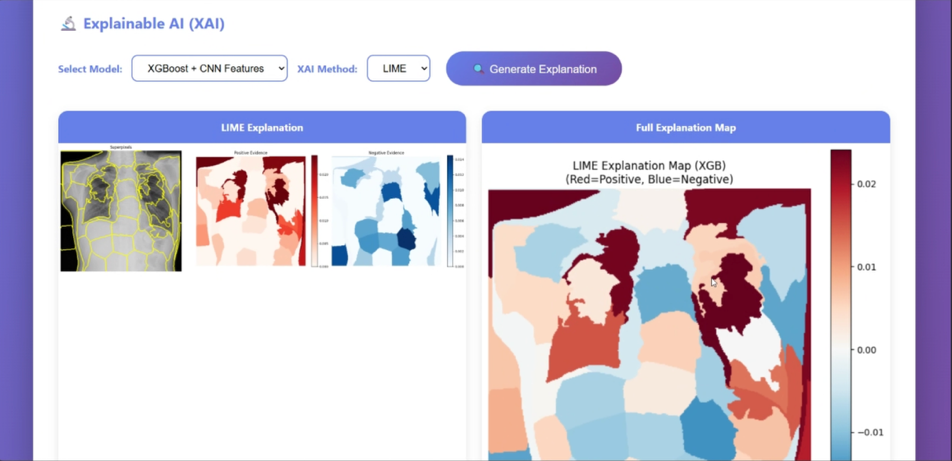 Explainable AI (XAI)
Select Model: XGBoost + CNN Features XAI Method: LIME Generate Explanation
LIME Explanation
Full Explanation Map
Superpixels
Positive Evidence
Negative Evidence
LIME Explanation Map (XGB)
(Red=Positive, Blue=Negative)
0.02
0.01
0.00
−0.01